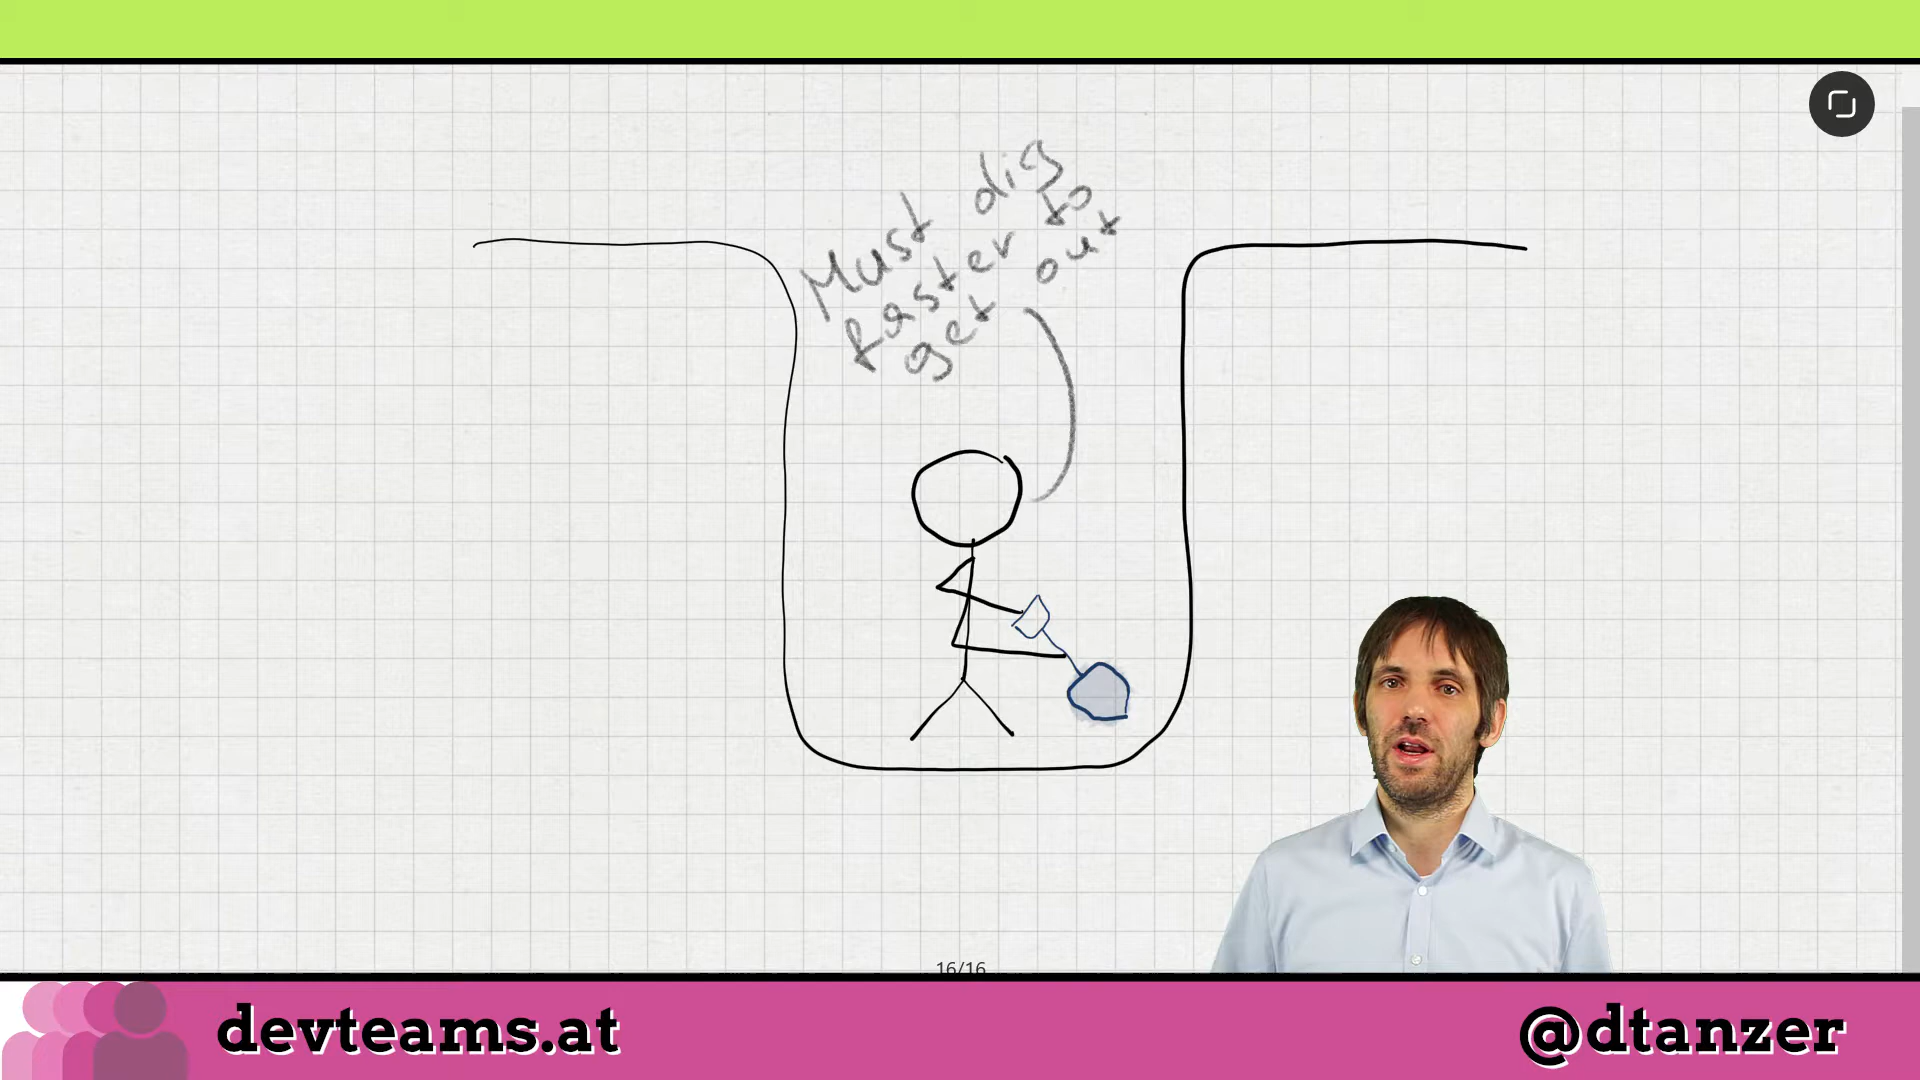 Must dig
faster to
get out
16/16
devteams.at
@dtanzer